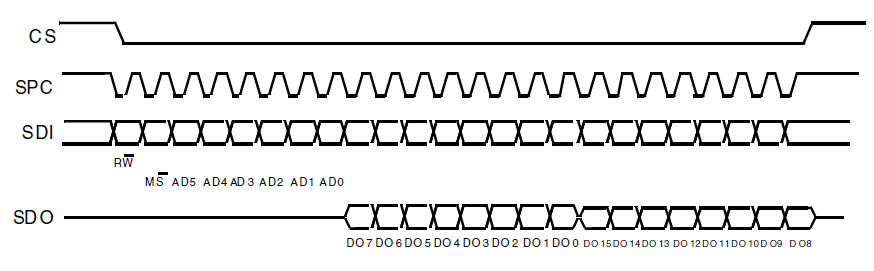 CS
SPC
SDI
RW
MS AD5 AD4 AD3 AD2 AD1 AD0
SDO
DO7 DO6 DO5 DO4 DO3 DO2 DO1 DO0 DO15 DO14 DO13 DO12 DO11 DO10 DO9 DO8